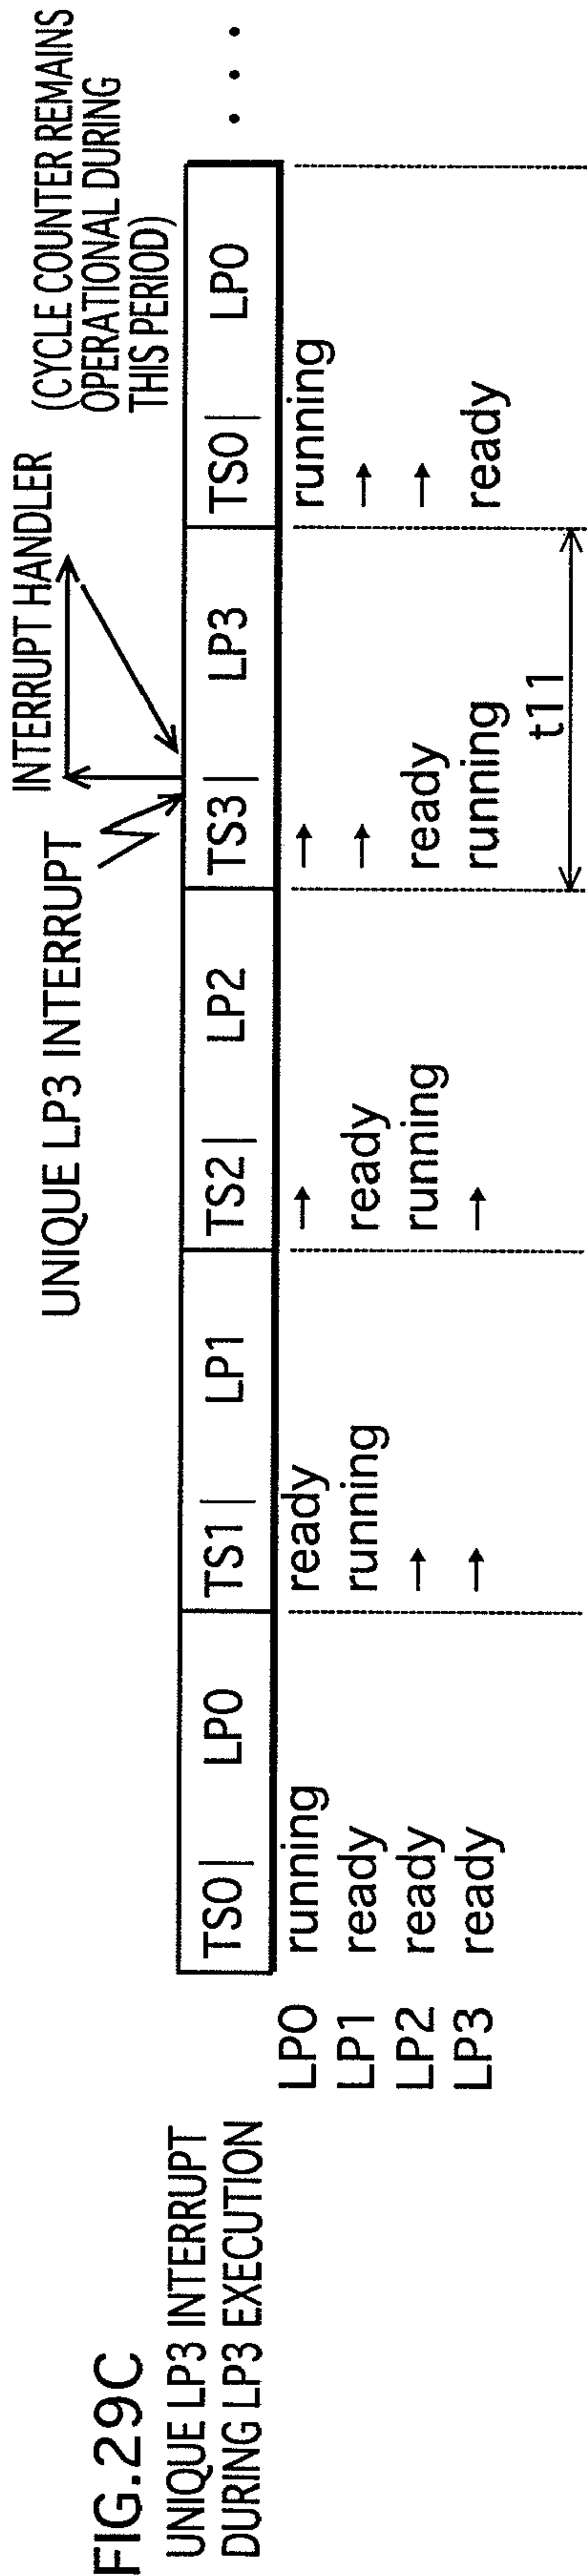 FIG.29C
UNIQUE LP3 INTERRUPT
DURING LP3 EXECUTION
UNIQUE LP3 INTERRUPT
INTERRUPT HANDLER
(CYCLE COUNTER REMAINS
OPERATIONAL DURING
THIS PERIOD)
TS0 | LP0 TS1 | LP1 TS2 | LP2 TS3 | LP3 TS0 | LP0 • • •
LP0 running ready → → running
LP1 ready running ready → →
LP2 ready → running ready →
LP3 ready → → running ready
t11